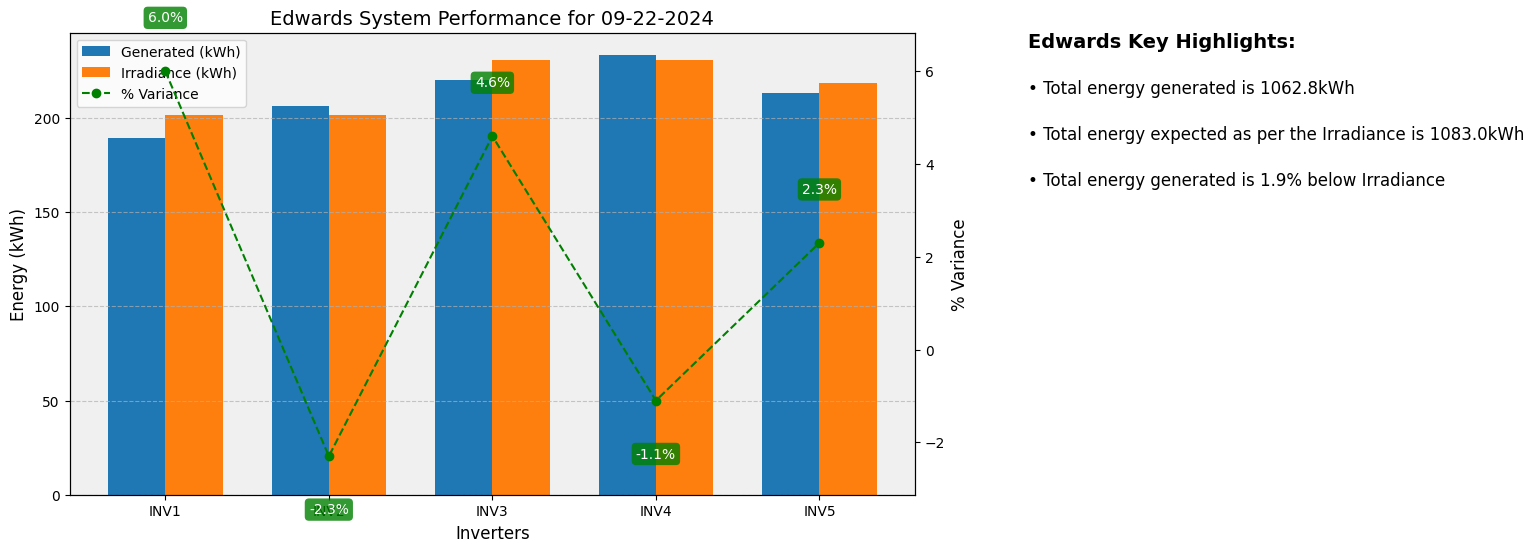 6.0%
Edwards System Performance for 09-22-2024
Generated (kWh)
Irradiance (kWh)
% Variance
Energy (kWh)
200
150
100
50
0
6
4
2
0
−2
% Variance
4.6%
2.3%
-1.1%
-2.3%
INV1
INV3
INV4
INV5
Inverters
Edwards Key Highlights:
• Total energy generated is 1062.8kWh
• Total energy expected as per the Irradiance is 1083.0kWh
• Total energy generated is 1.9% below Irradiance